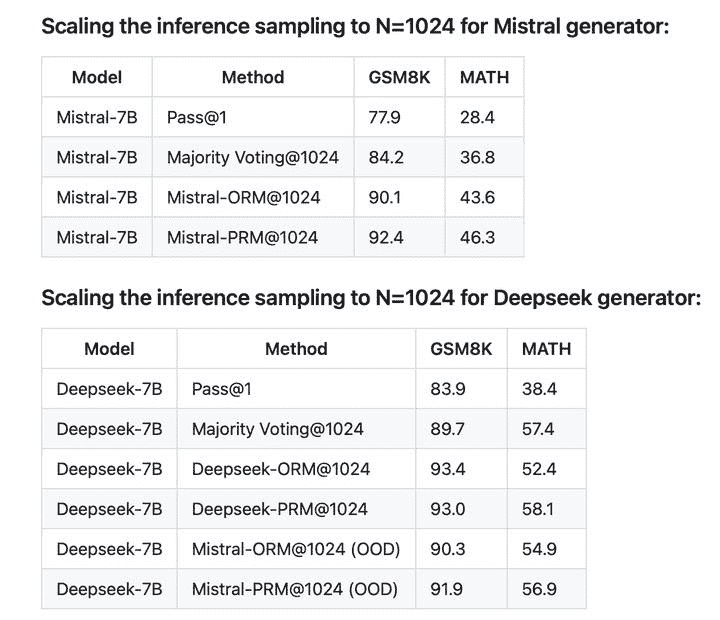 Scaling the inference sampling to N=1024 for Mistral generator:
Model Method GSM8K MATH
Mistral-7B Pass@1 77.9 28.4
Mistral-7B Majority Voting@1024 84.2 36.8
Mistral-7B Mistral-ORM@1024 90.1 43.6
Mistral-7B Mistral-PRM@1024 92.4 46.3
Scaling the inference sampling to N=1024 for Deepseek generator:
Model Method GSM8K MATH
Deepseek-7B Pass@1 83.9 38.4
Deepseek-7B Majority Voting@1024 89.7 57.4
Deepseek-7B Deepseek-ORM@1024 93.4 52.4
Deepseek-7B Deepseek-PRM@1024 93.0 58.1
Deepseek-7B Mistral-ORM@1024 (OOD) 90.3 54.9
Deepseek-7B Mistral-PRM@1024 (OOD) 91.9 56.9